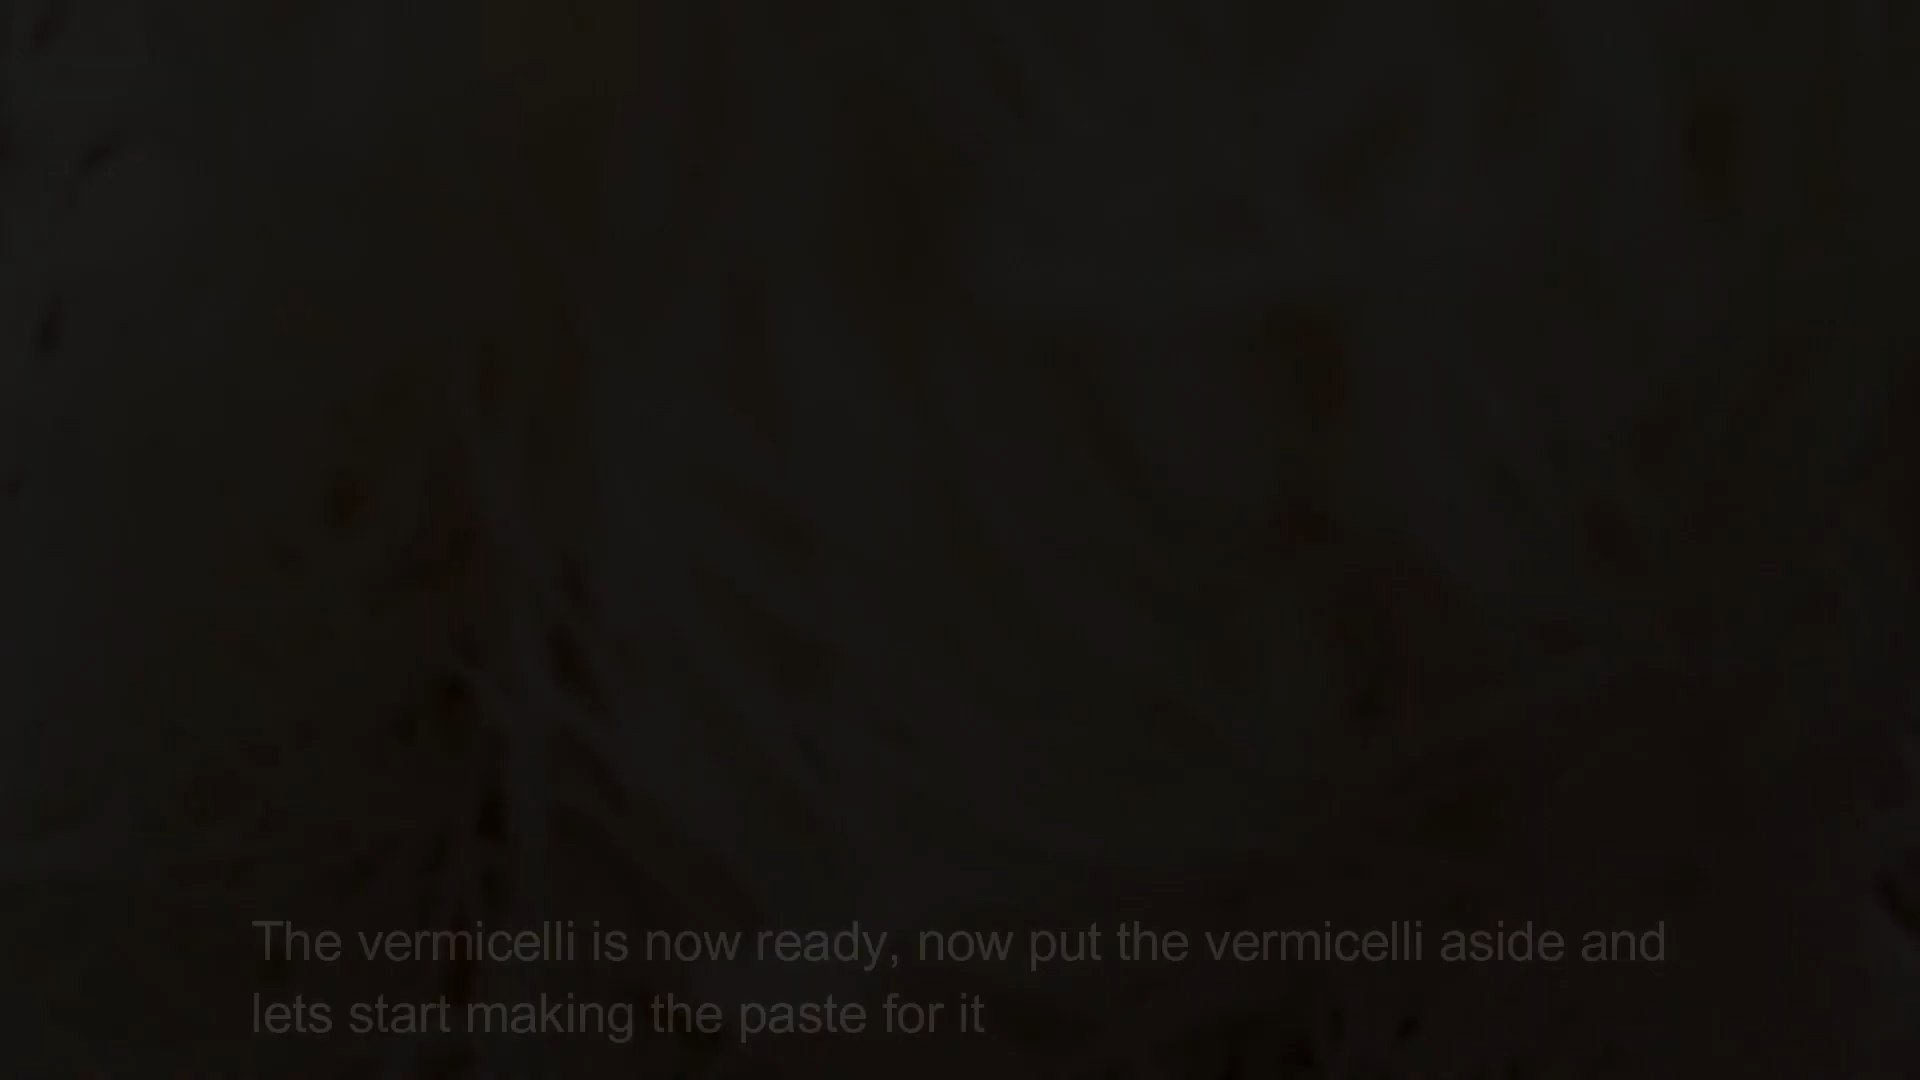 The vermicelli is now ready, now put the vermicelli aside and
lets start making the paste for it